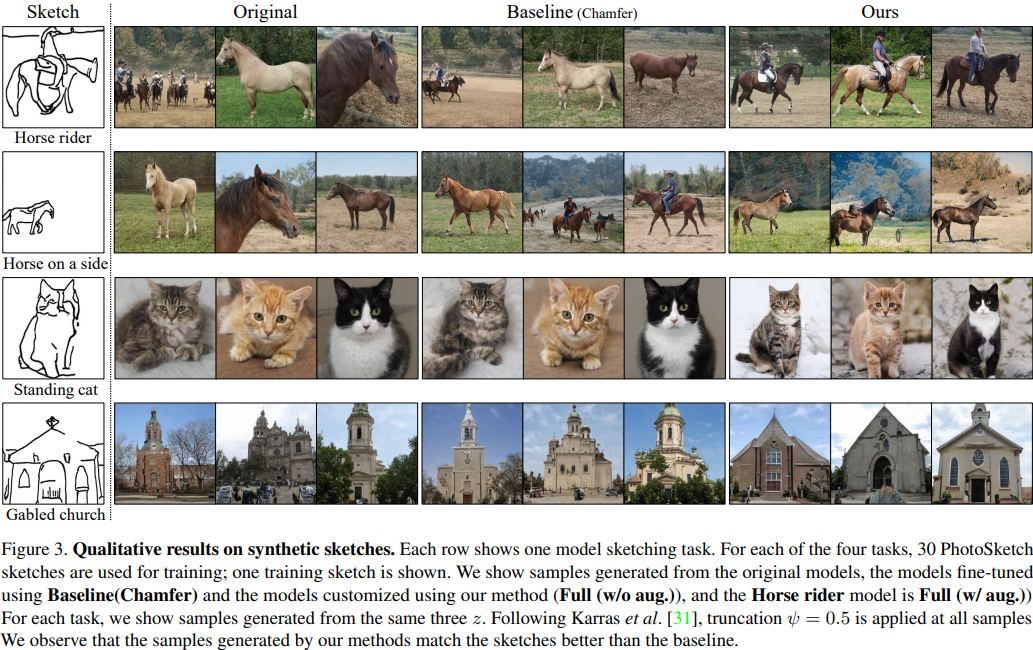 Sketch Original Baseline (Chamfer) Ours
Horse rider
Horse on a side
Standing cat
Gabled church
Figure 3. Qualitative results on synthetic sketches. Each row shows one model sketching task. For each of the four tasks, 30 PhotoSketch
sketches are used for training; one training sketch is shown. We show samples generated from the original models, the models fine-tuned
using Baseline(Chamfer) and the models customized using our method (Full (w/o aug.)), and the Horse rider model is Full (w/ aug.))
For each task, we show samples generated from the same three z. Following Karras et al. [31], truncation ψ = 0.5 is applied at all samples
We observe that the samples generated by our methods match the sketches better than the baseline.